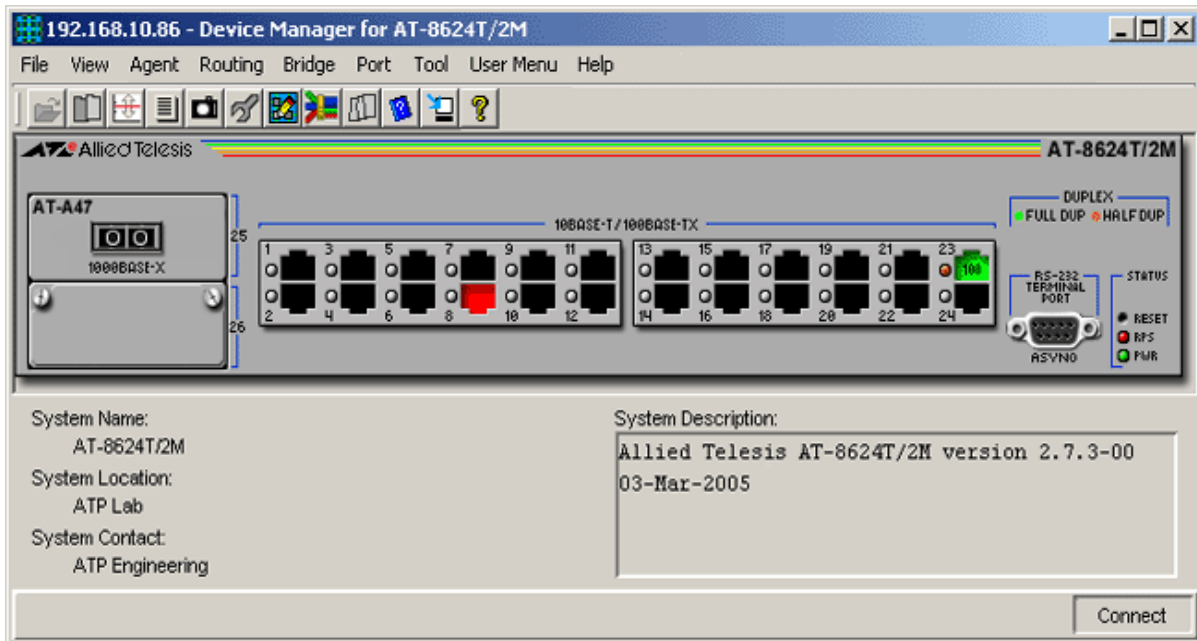 192.168.10.86 - Device Manager for AT-8624T/2M
File View Agent Routing Bridge Port Tool User Menu Help
Allied Telesis
AT-8624T/2M
AT-A47
1000BASE-X
25
26
10BASE-T/100BASE-TX
1 3 5 7 9 11 13 15 17 19 21 23
100
2 4 6 8 10 12 14 16 18 20 22 24
DUPLEX
FULL DUP HALF DUP
RS-232
TERMINAL
PORT
ASYN0
STATUS
RESET
RPS
PWR
System Name:
AT-8624T/2M
System Location:
ATP Lab
System Contact:
ATP Engineering
System Description:
Allied Telesis AT-8624T/2M version 2.7.3-00
03-Mar-2005
Connect